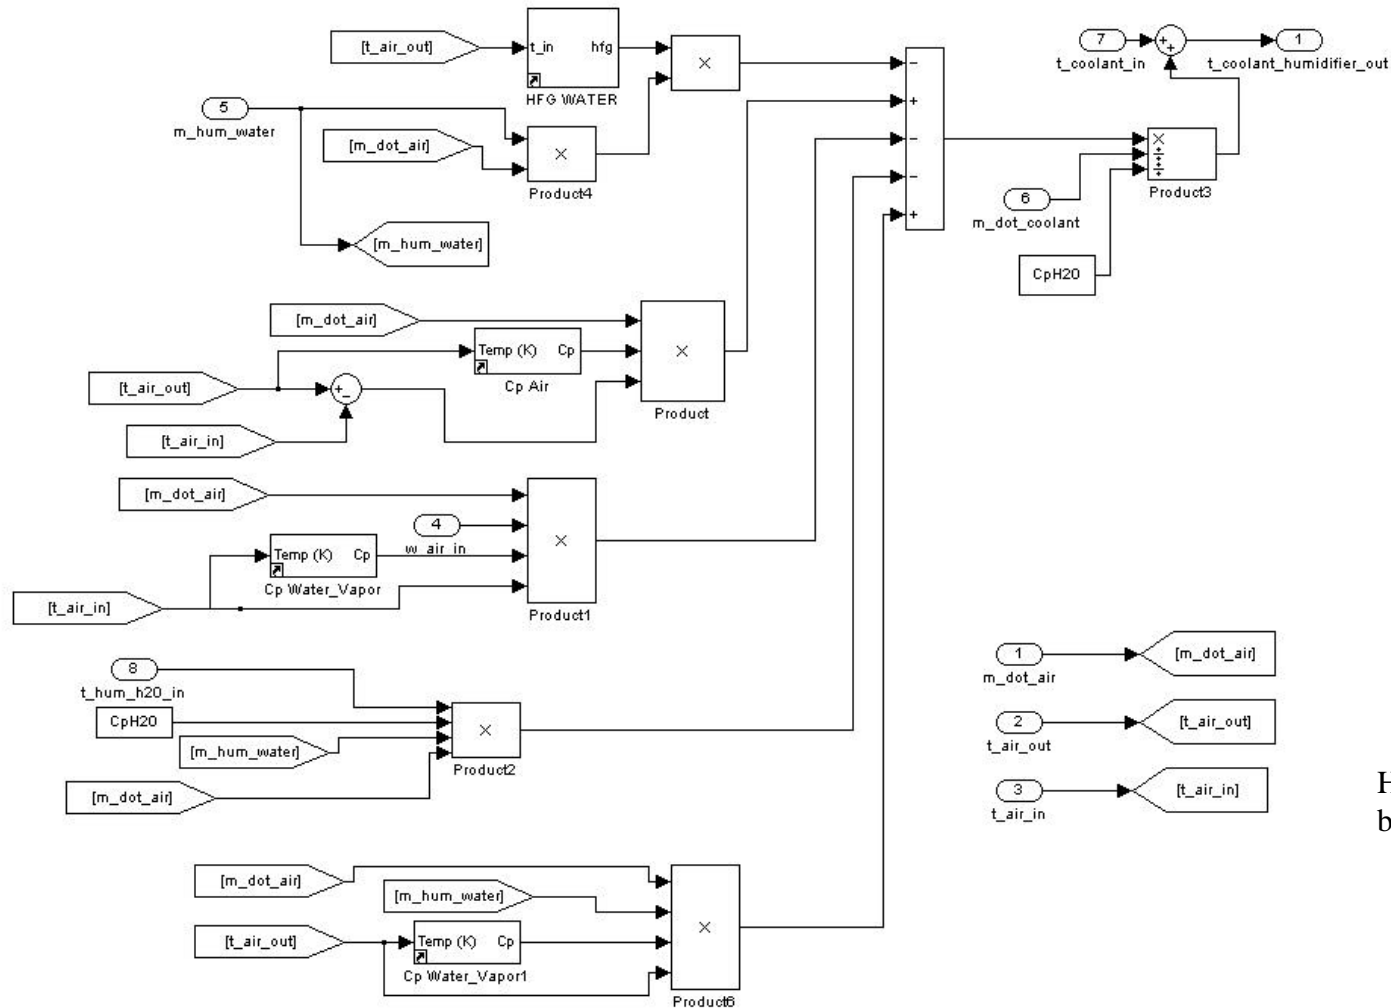 [t_air_out]
t_in hfg
HFG WATER
×
5
m_hum_water
[m_dot_air]
×
Product4
[m_hum_water]
7
t_coolant_in
+
+
1
t_coolant_humidifier_out
−
+
−
−
+
×
÷
÷
Product3
6
m_dot_coolant
CpH20
[m_dot_air]
Temp (K) Cp
Cp Air
×
Product
[t_air_out]
+
−
[t_air_in]
[m_dot_air]
4
w_air_in
Temp (K) Cp
Cp Water_Vapor
×
Product1
[t_air_in]
8
t_hum_h20_in
CpH20
[m_hum_water]
[m_dot_air]
×
Product2
1
m_dot_air
[m_dot_air]
2
t_air_out
[t_air_out]
3
t_air_in
[t_air_in]
H
b
[m_dot_air]
[m_hum_water]
[t_air_out]
Temp (K) Cp
Cp Water_Vapor1
×
Product6